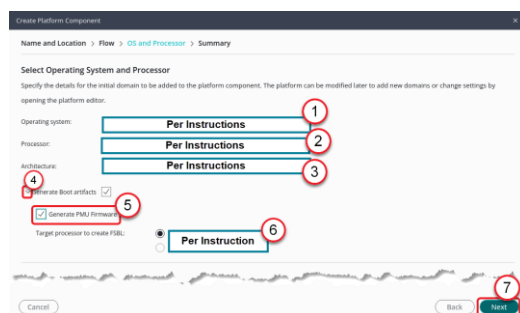 Create Platform Component ×
Name and Location > Flow > OS and Processor > Summary
Select Operating System and Processor
Specify the details for the initial domain to be added to the platform component. The platform can be modified later to add new domains or change settings by
opening the platform editor.
1
Operating system: Per Instructions
2
Processor: Per Instructions
Architecture: Per Instructions
3
4
Generate Boot artifacts
5
Generate PMU Firmware
6
Target processor to create FSBL: Per Instruction
7
Cancel Back Next